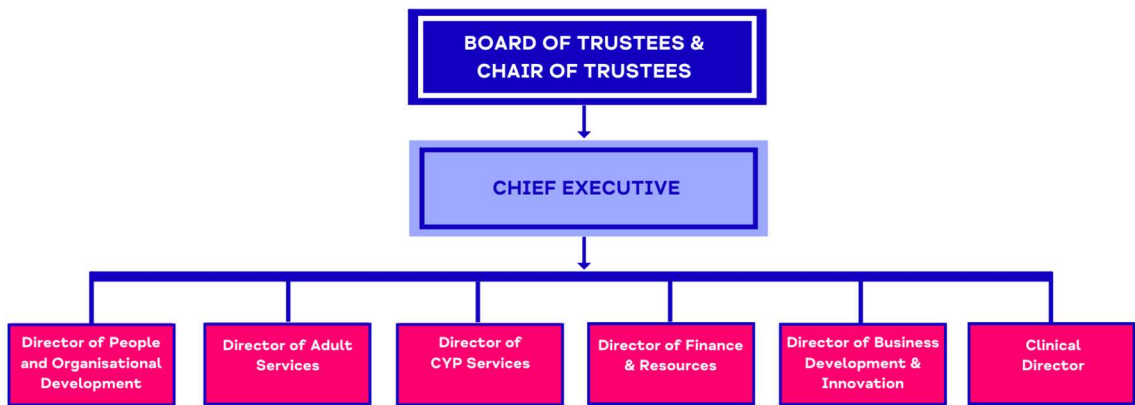 BOARD OF TRUSTEES &
CHAIR OF TRUSTEES
CHIEF EXECUTIVE
Director of People
and Organisational
Development
Director of Adult
Services
Director of
CYP Services
Director of Finance
& Resources
Director of Business
Development &
Innovation
Clinical
Director